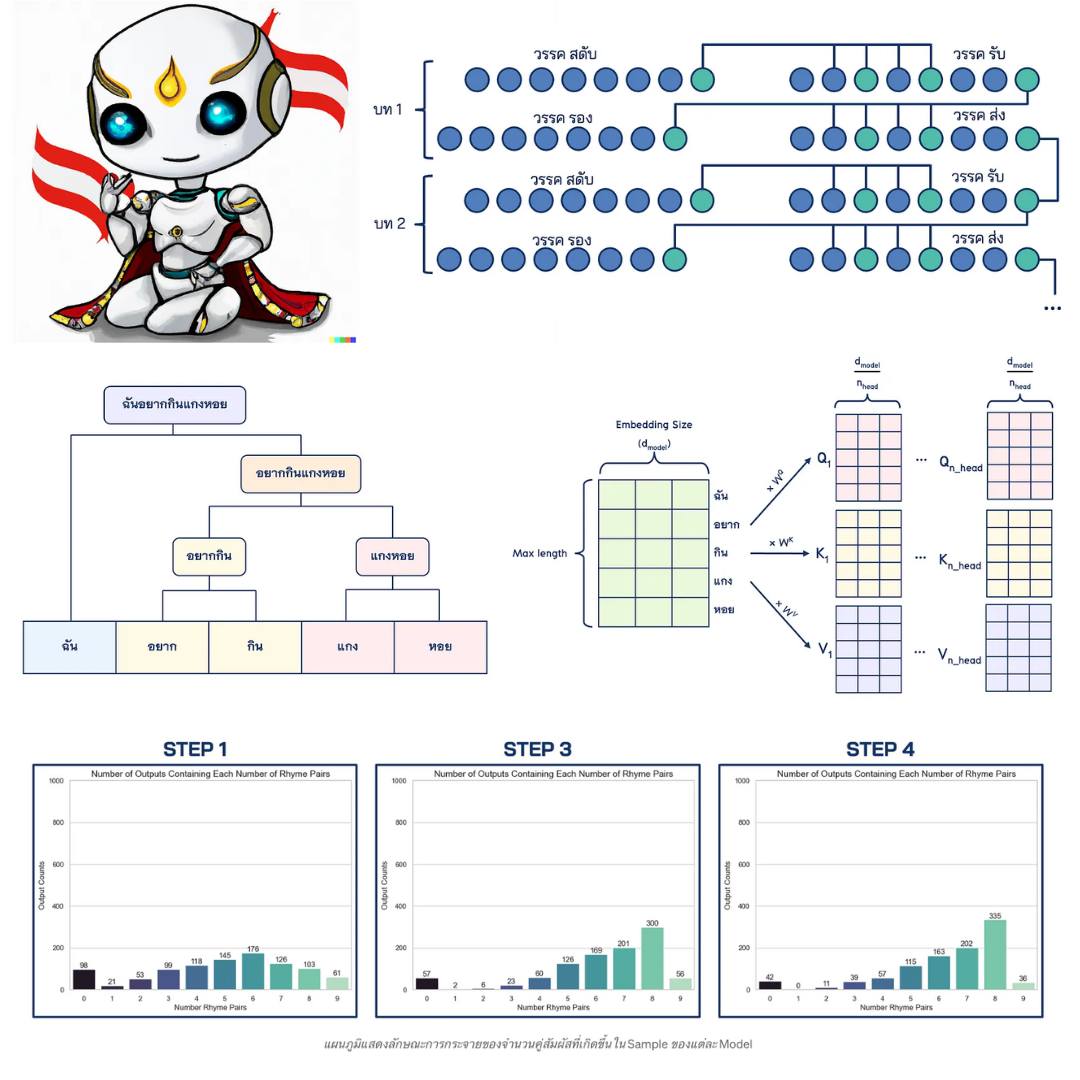 วรรค สดับ
วรรค รับ
บท 1
วรรค รอง
วรรค ส่ง
วรรค สดับ
วรรค รับ
บท 2
วรรค รอง
วรรค ส่ง
...
ฉันอยากกินแกงหอย
อยากกินแกงหอย
อยากกิน
แกงหอย
ฉัน อยาก กิน แกง หอย
Embedding Size
(d_model)
Max length
ฉัน
อยาก
กิน
แกง
หอย
× W^Q
× W^K
× W^V
d_model
n_head
d_model
n_head
Q_1 ... Q_n_head
K_1 ... K_n_head
V_1 ... V_n_head
STEP 1
Number of Outputs Containing Each Number of Rhyme Pairs
Output Counts
1000
800
600
400
200
0
98 21 53 99 118 145 176 126 103 61
0 1 2 3 4 5 6 7 8 9
Number Rhyme Pairs
STEP 3
Number of Outputs Containing Each Number of Rhyme Pairs
Output Counts
1000
800
600
400
200
0
57 2 6 23 60 126 169 201 300 56
0 1 2 3 4 5 6 7 8 9
Number Rhyme Pairs
STEP 4
Number of Outputs Containing Each Number of Rhyme Pairs
Output Counts
1000
800
600
400
200
0
42 0 11 39 57 115 163 202 335 36
0 1 2 3 4 5 6 7 8 9
Number Rhyme Pairs
แผนภูมิแสดงลักษณะการกระจายของจำนวนคู่สัมผัสที่เกิดขึ้น ใน Sample ของแต่ละ Model